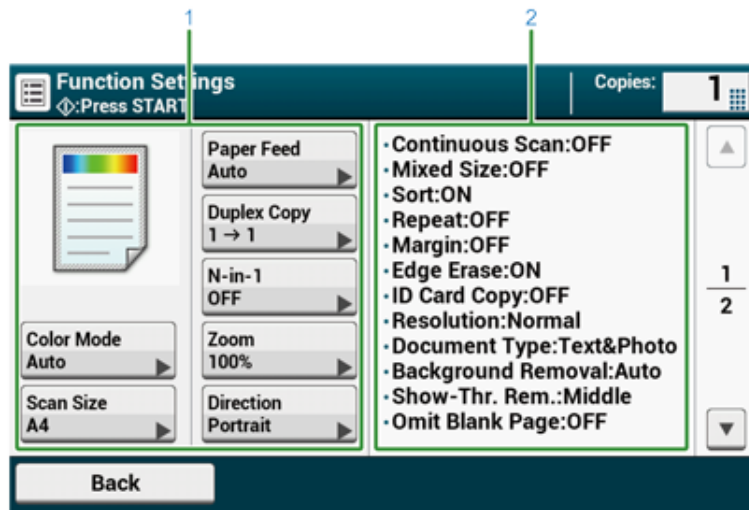 1
2
Function Settings
:Press START
Copies:
1
Paper Feed
Auto
Duplex Copy
1 → 1
N-in-1
OFF
Color Mode
Auto
Zoom
100%
Scan Size
A4
Direction
Portrait
·Continuous Scan:OFF
·Mixed Size:OFF
·Sort:ON
·Repeat:OFF
·Margin:OFF
·Edge Erase:ON
·ID Card Copy:OFF
·Resolution:Normal
·Document Type:Text&Photo
·Background Removal:Auto
·Show-Thr. Rem.:Middle
·Omit Blank Page:OFF
1
2
Back